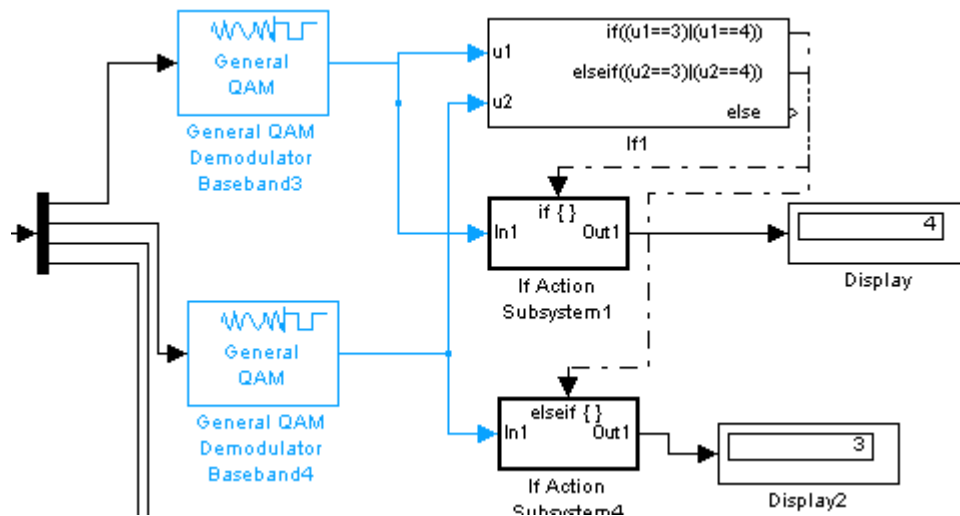 General
QAM
General QAM
Demodulator
Baseband3
u1
u2
if((u1==3)|(u1==4))
elseif((u2==3)|(u2==4))
else
If1
if { }
In1
Out1
If Action
Subsystem1
4
Display
General
QAM
General QAM
Demodulator
Baseband4
elseif { }
In1
Out1
If Action
Subsystem4
3
Display2